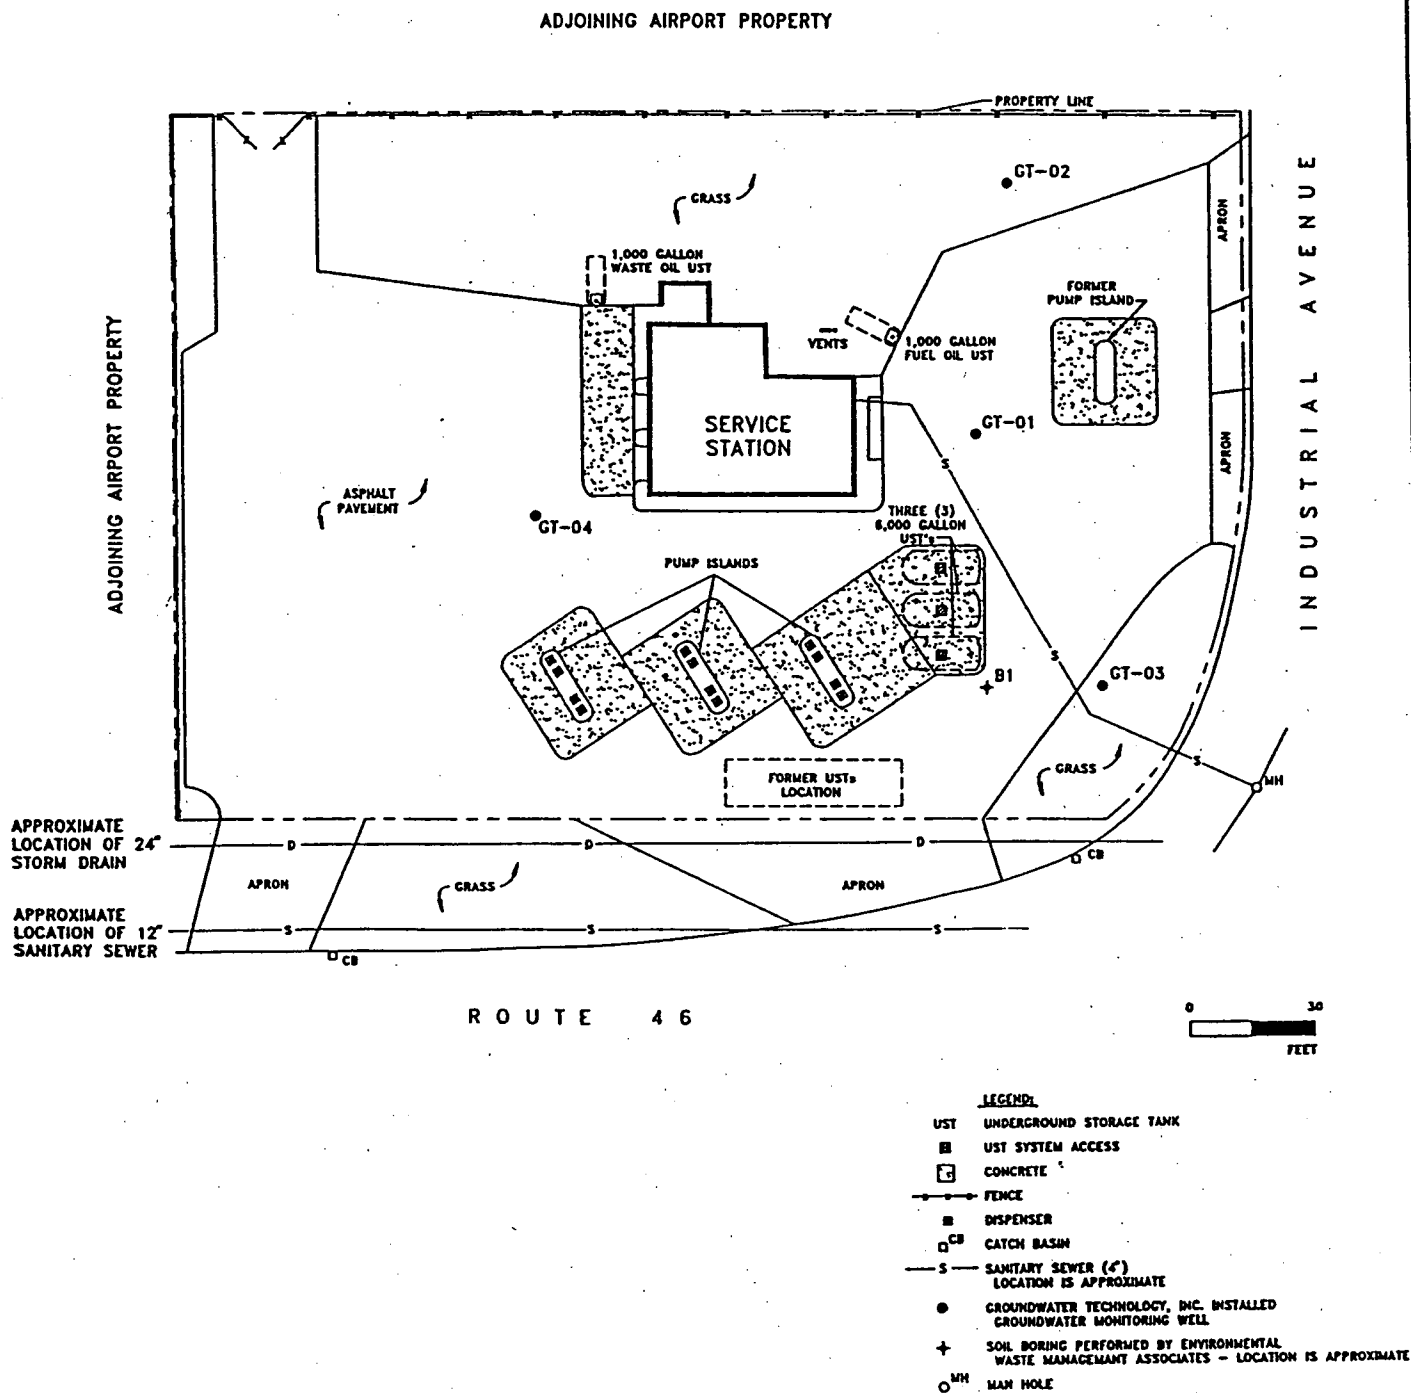 ADJOINING AIRPORT PROPERTY
PROPERTY LINE
GT-02
GRASS
APRON
INDUSTRIAL AVENUE
1,000 GALLON
WASTE OIL UST
FORMER
PUMP ISLAND
VENTS
1,000 GALLON
FUEL OIL UST
ADJOINING AIRPORT PROPERTY
SERVICE
STATION
GT-01
S
APRON
ASPHALT
PAVEMENT
GT-04
THREE (3)
6,000 GALLON
UST's
PUMP ISLANDS
S
B1
GT-03
GRASS
S
MH
FORMER USTs
LOCATION
APPROXIMATE
LOCATION OF 24"
STORM DRAIN
D
D
D
CB
APRON
GRASS
APRON
APPROXIMATE
LOCATION OF 12"
SANITARY SEWER
S
S
S
CB
ROUTE 46
0 30
FEET
LEGEND:
UST UNDERGROUND STORAGE TANK
UST SYSTEM ACCESS
CONCRETE
FENCE
DISPENSER
CB CATCH BASIN
S SANITARY SEWER (4")
LOCATION IS APPROXIMATE
GROUNDWATER TECHNOLOGY, INC. INSTALLED
GROUNDWATER MONITORING WELL
SOIL BORING PERFORMED BY ENVIRONMENTAL
WASTE MANAGEMANT ASSOCIATES - LOCATION IS APPROXIMATE
MH MAN HOLE